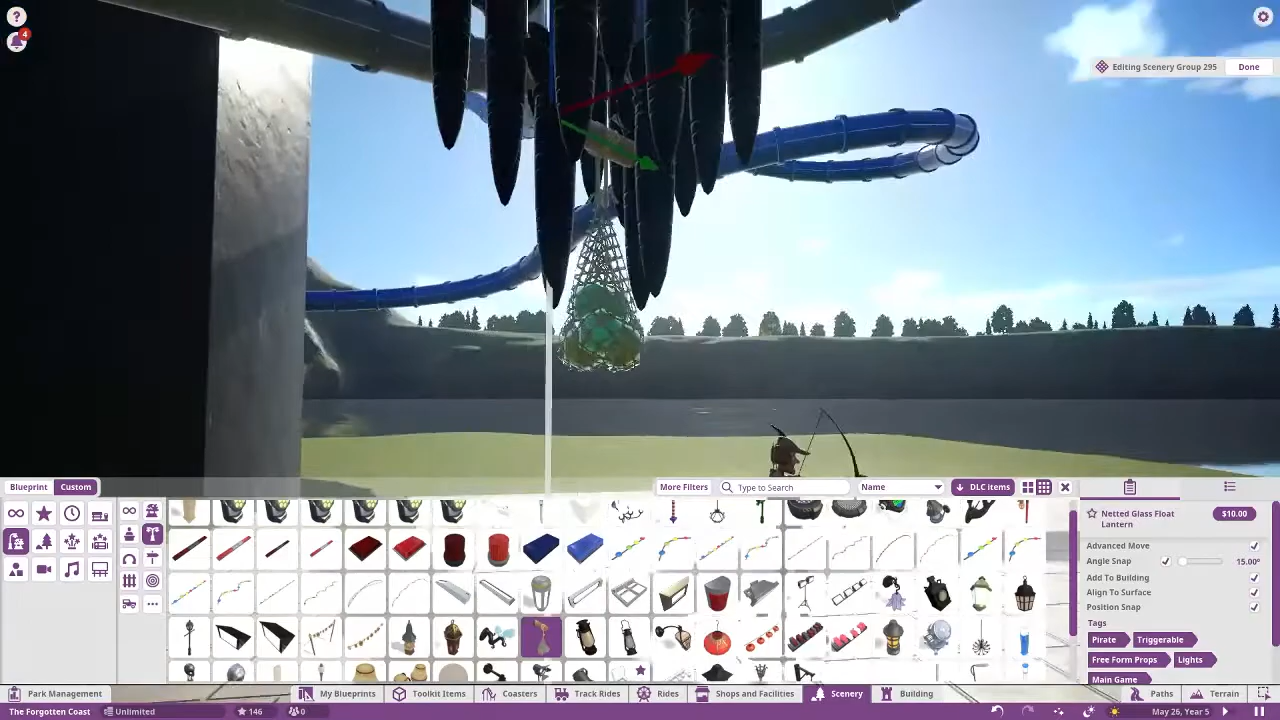 ?
4
Editing Scenery Group 295
Done
Blueprint
Custom
More Filters
Type to Search
Name
DLC items
Netted Glass Float Lantern
$10.00
Advanced Move
Angle Snap
15.00°
Add To Building
Align To Surface
Position Snap
Tags
Pirate
Triggerable
Free Form Props
Lights
Main Game
Park Management
My Blueprints
Toolkit Items
Coasters
Track Rides
Rides
Shops and Facilities
Scenery
Building
Paths
Terrain
The Forgotten Coast
Unlimited
146
0
May 26, Year 5